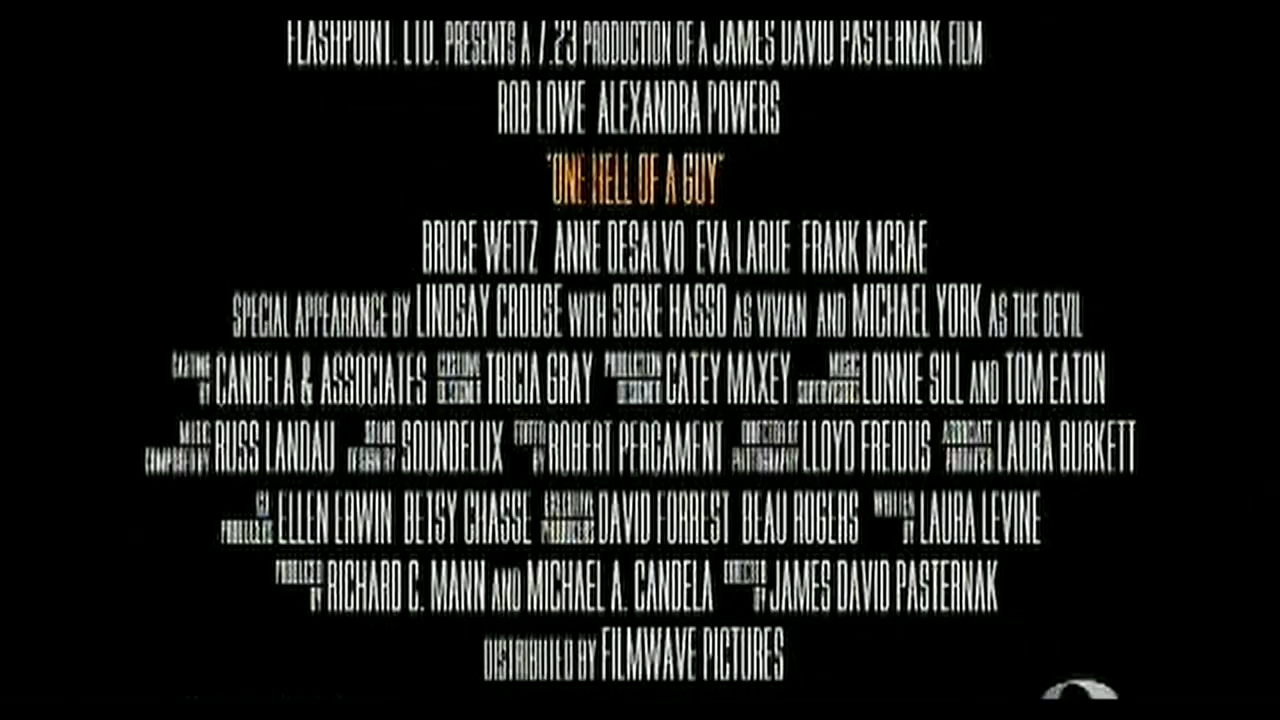 FLASHPOINT, LTD. PRESENTS A 7.23 PRODUCTION OF A JAMES DAVID PASTERNAK FILM
ROB LOWE ALEXANDRA POWERS
"ONE HELL OF A GUY"
BRUCE WEITZ ANNE DESALVO EVA LARUE FRANK MCRAE
SPECIAL APPEARANCE BY LINDSAY CROUSE WITH SIGNE HASSO AS VIVIAN AND MICHAEL YORK AS THE DEVIL
CASTING BY CANDELA & ASSOCIATES COSTUME DESIGNER TRICIA GRAY PRODUCTION DESIGNER CATEY MAXEY MUSIC SUPERVISORS LONNIE SILL AND TOM EATON
MUSIC COMPOSED BY RUSS LANDAU SOUND DESIGN BY SOUNDELUX EDITED BY ROBERT PERGAMENT DIRECTOR OF PHOTOGRAPHY LLOYD FREIDUS ASSOCIATE PRODUCER LAURA BURKETT
CO PRODUCERS ELLEN ERWIN BETSY CHASSE EXECUTIVE PRODUCERS DAVID FORREST BEAU ROGERS WRITTEN BY LAURA LEVINE
PRODUCED BY RICHARD C. MANN AND MICHAEL A. CANDELA DIRECTED BY JAMES DAVID PASTERNAK
DISTRIBUTED BY FILMWAVE PICTURES